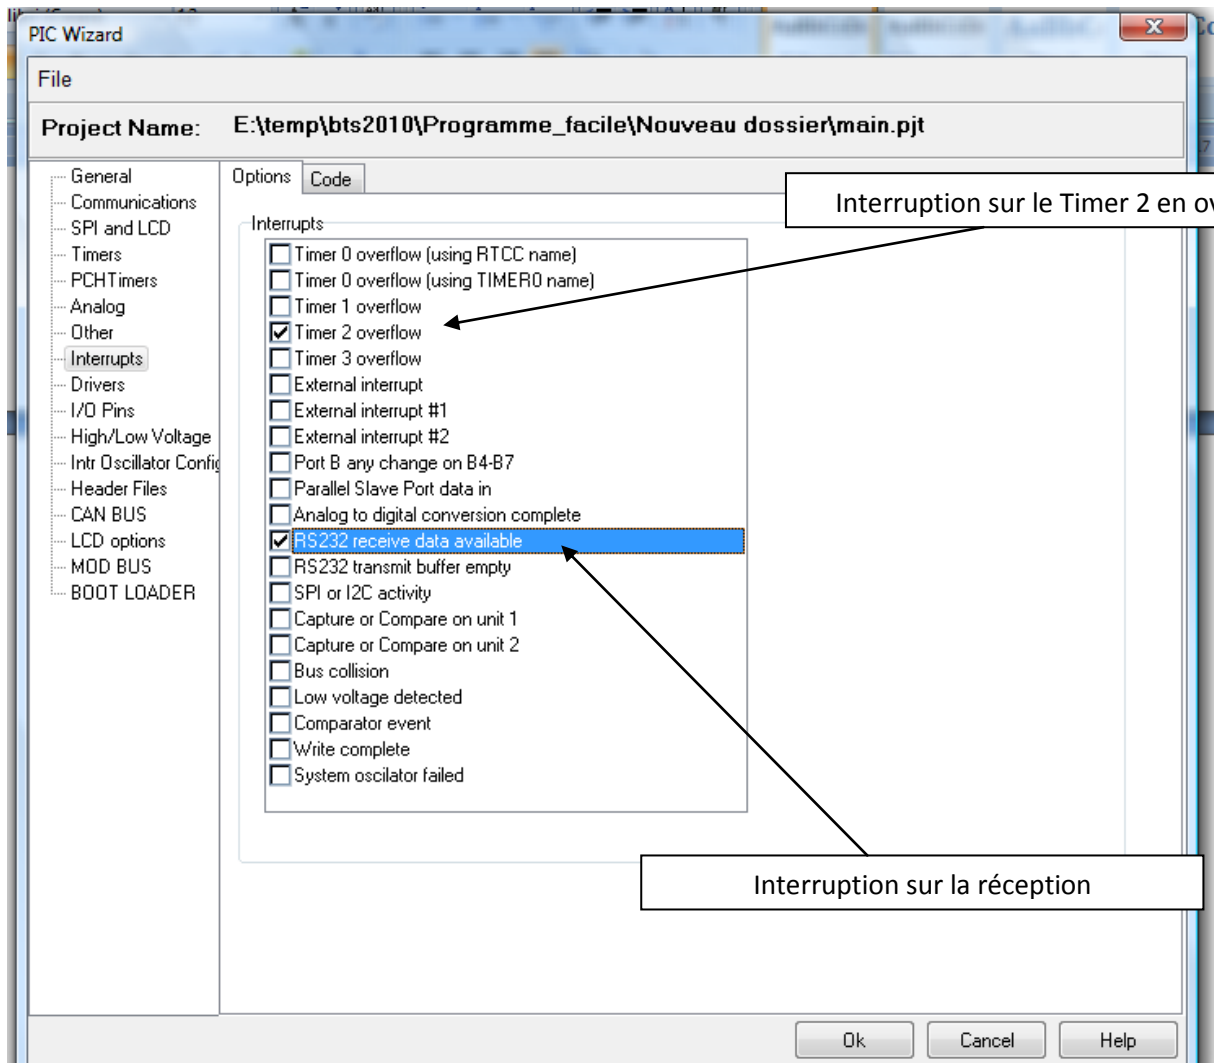 PIC Wizard
File
Project Name: E:\temp\bts2010\Programme_facile\Nouveau dossier\main.pjt
General
Communications
SPI and LCD
Timers
PCHTimers
Analog
Other
Interrupts
Drivers
I/O Pins
High/Low Voltage
Intr Oscillator Config
Header Files
CAN BUS
LCD options
MOD BUS
BOOT LOADER
Options Code
Interruption sur le Timer 2 en ov
Interrupts
Timer 0 overflow (using RTCC name)
Timer 0 overflow (using TIMER0 name)
Timer 1 overflow
Timer 2 overflow
Timer 3 overflow
External interrupt
External interrupt #1
External interrupt #2
Port B any change on B4-B7
Parallel Slave Port data in
Analog to digital conversion complete
RS232 receive data available
RS232 transmit buffer empty
SPI or I2C activity
Capture or Compare on unit 1
Capture or Compare on unit 2
Bus collision
Low voltage detected
Comparator event
Write complete
System oscilator failed
Interruption sur la réception
Ok Cancel Help